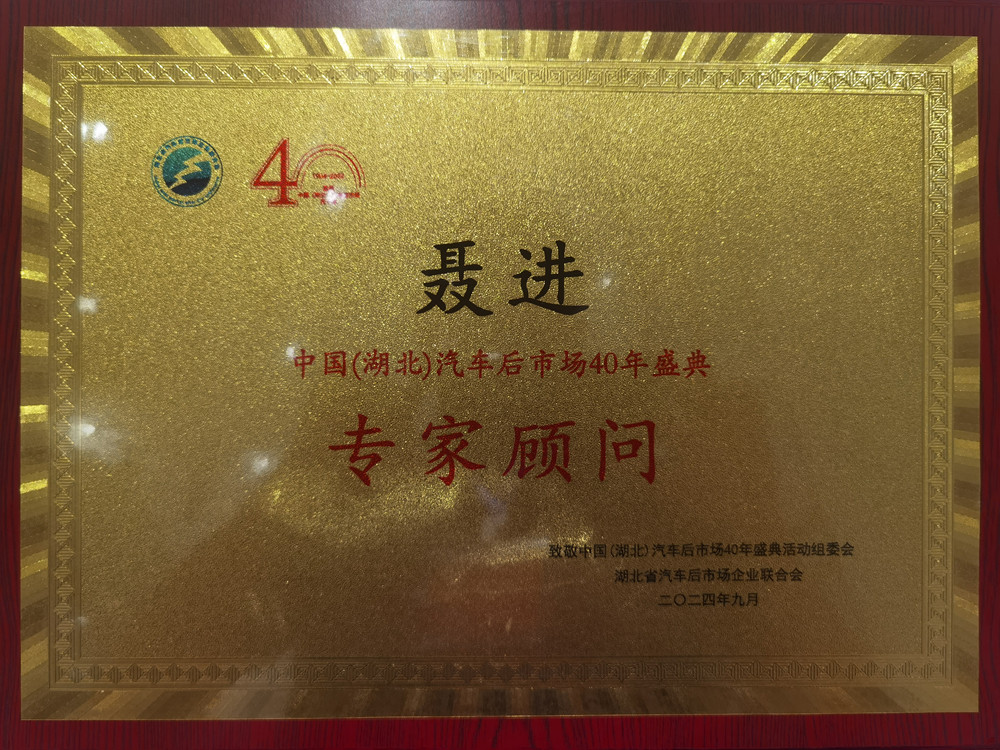 40
聂进
中国(湖北)汽车后市场40年盛典
专家顾问
致敬中国(湖北)汽车后市场40年盛典活动组委会
湖北省汽车后市场企业联合会
二〇二四年九月